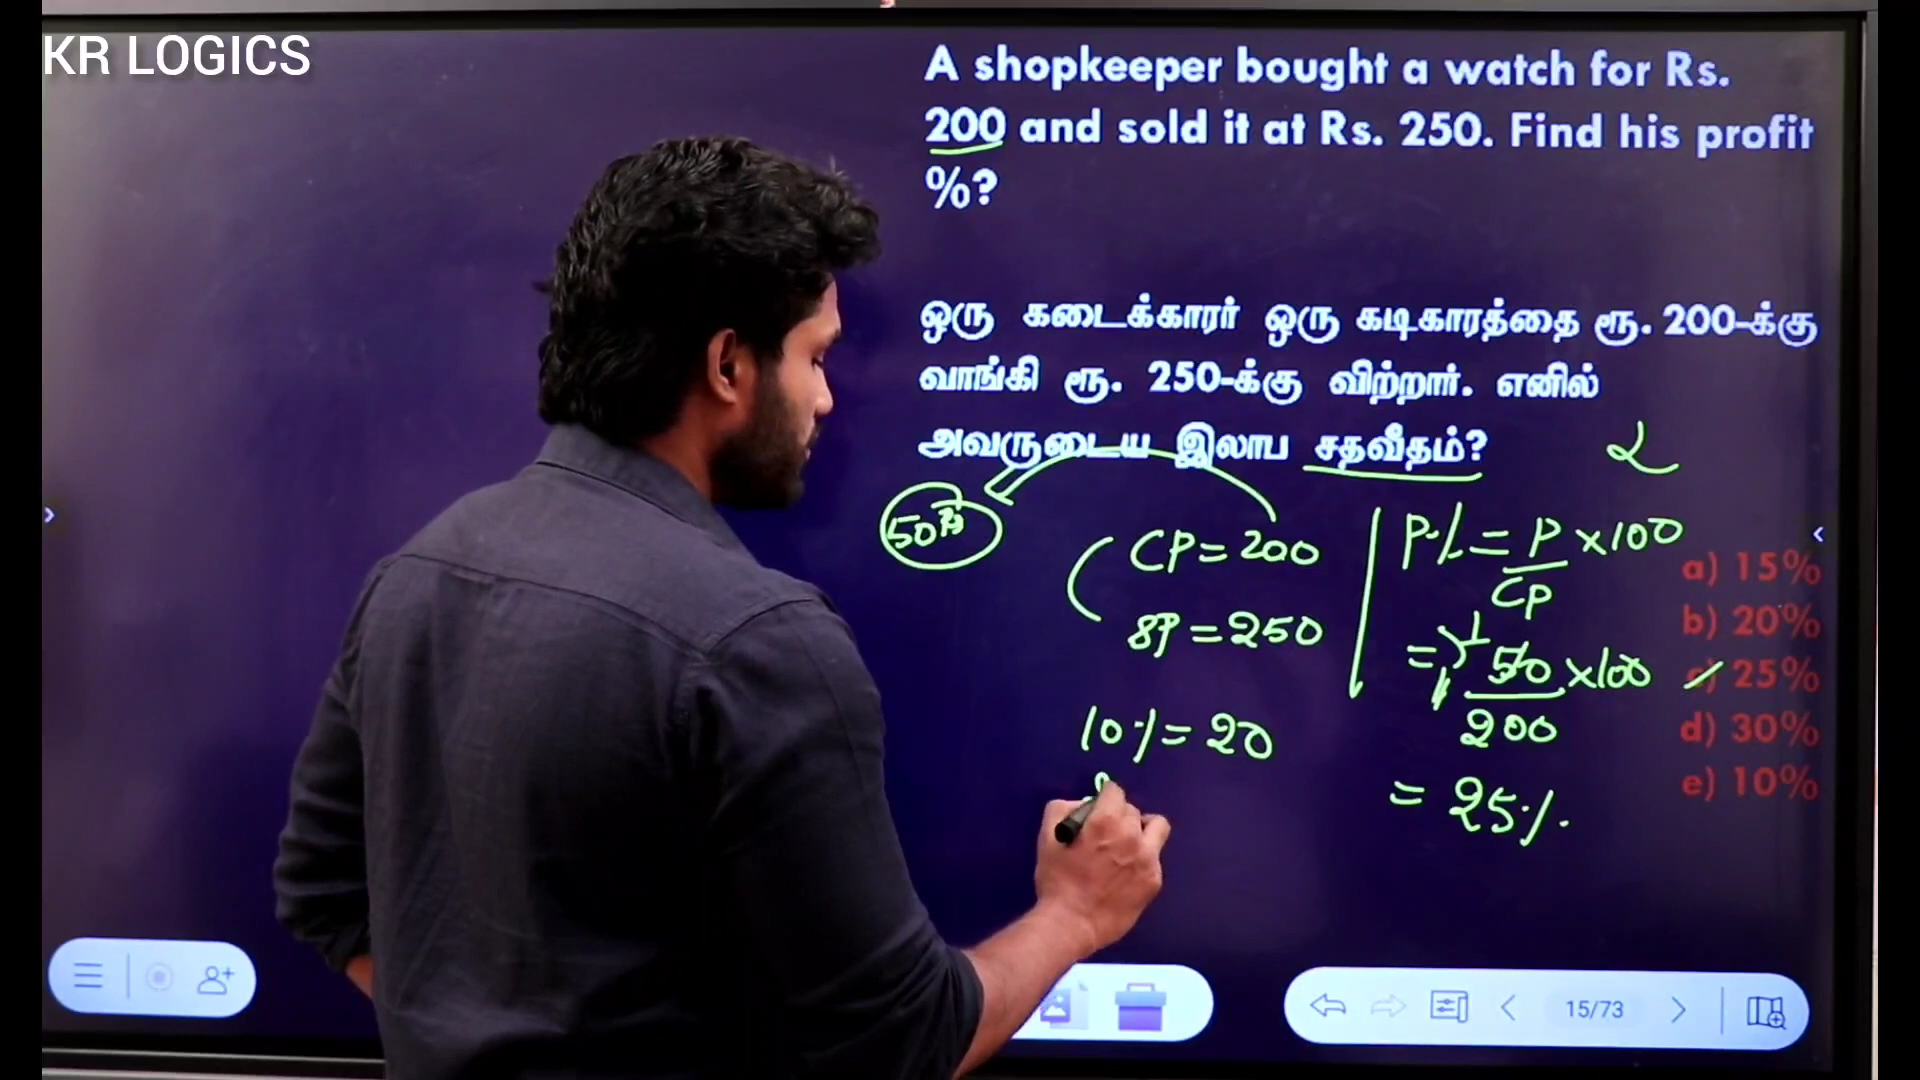 KR LOGICS
A shopkeeper bought a watch for Rs.
200 and sold it at Rs. 250. Find his profit
%?
ஒரு கடைக்காரர் ஒரு கடிகாரத்தை ரூ. 200-க்கு
வாங்கி ரூ. 250-க்கு விற்றார். எனில்
அவருடைய இலாப சதவீதம்?
50
CP = 200
SP = 250
10% = 20
P% = P/CP × 100
= 50/200 × 100
= 25%.
a) 15%
b) 20%
c) 25%
d) 30%
e) 10%
15/73